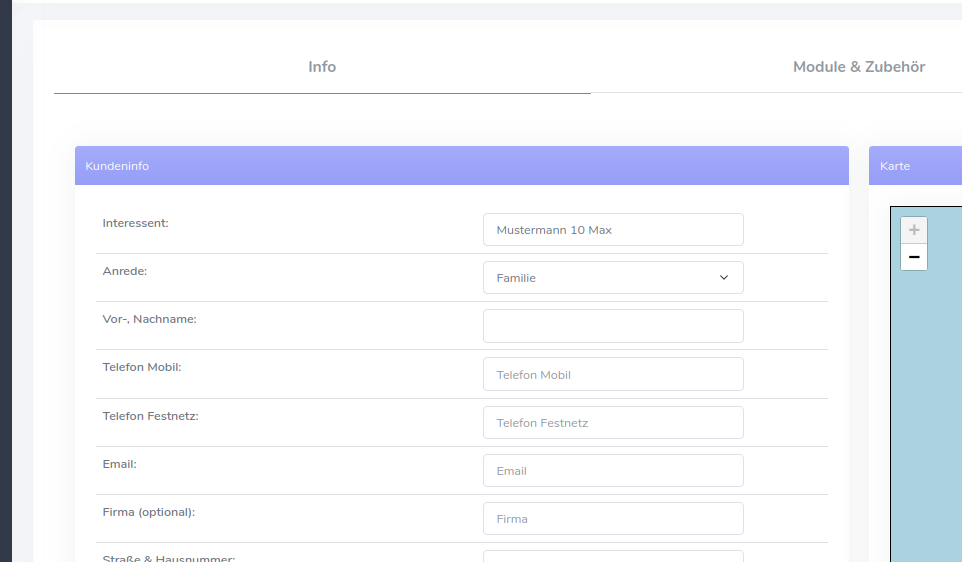 Info
Module & Zubehör
Kundeninfo
Karte
Interessent:
Mustermann 10 Max
Anrede:
Familie
Vor-, Nachname:
Telefon Mobil:
Telefon Mobil
Telefon Festnetz:
Telefon Festnetz
Email:
Email
Firma (optional):
Firma
Straße & Hausnummer:
+
−